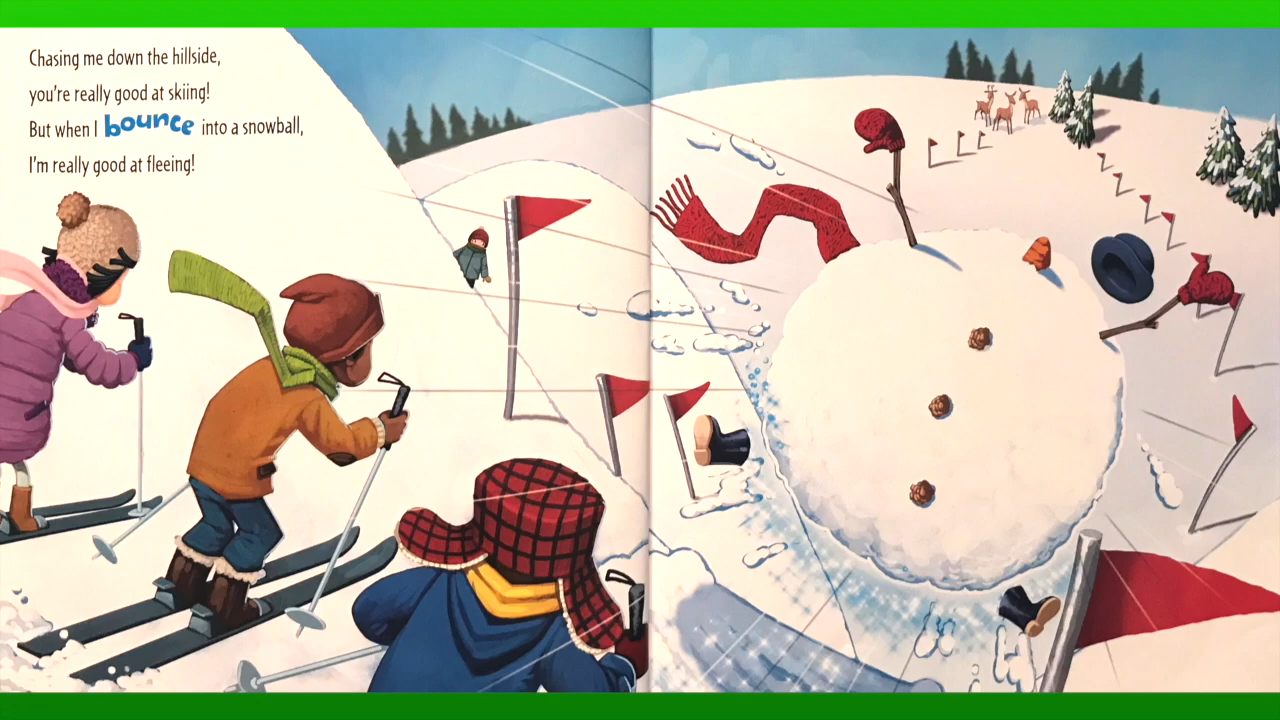 Chasing me down the hillside,
you're really good at skiing!
But when I bounce into a snowball,
I'm really good at fleeing!